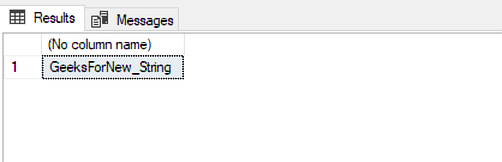 Results Messages
(No column name)
1 GeeksForNew_String